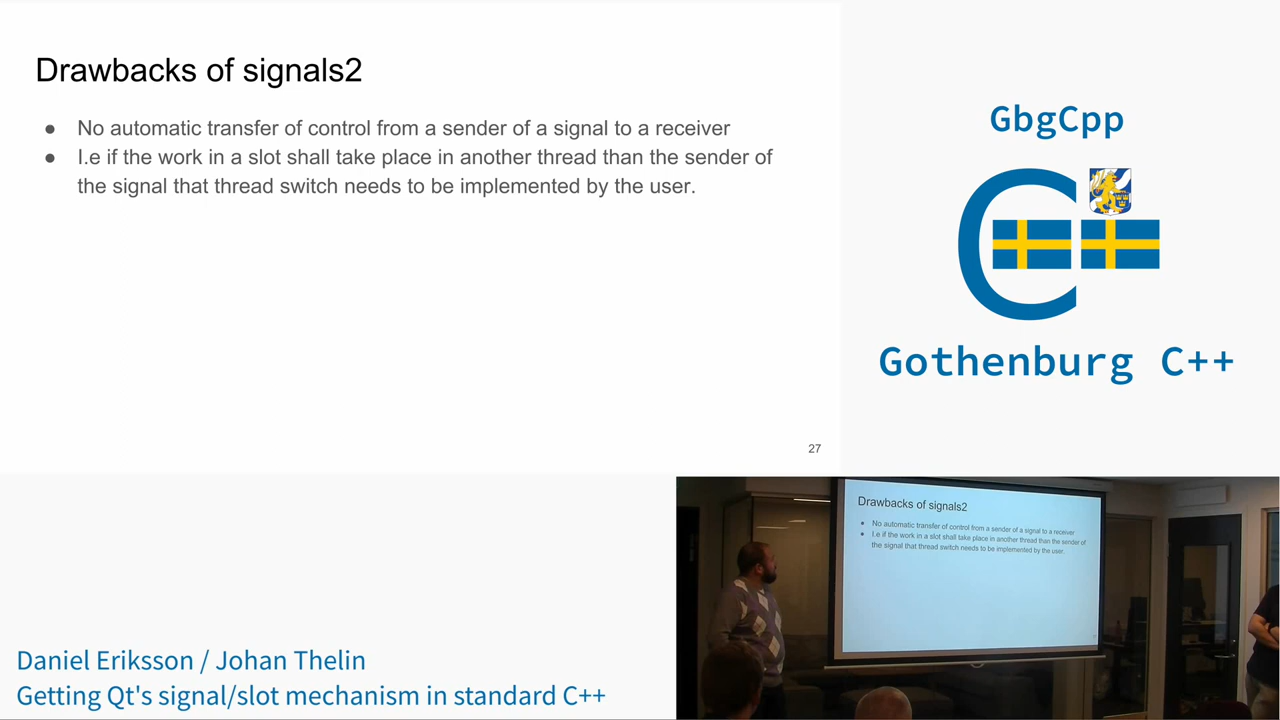 Drawbacks of signals2
● No automatic transfer of control from a sender of a signal to a receiver
● I.e if the work in a slot shall take place in another thread than the sender of
the signal that thread switch needs to be implemented by the user.
27
GbgCpp
C
Gothenburg C++
Drawbacks of signals2
● No automatic transfer of control from a sender of a signal to a receiver
● I.e if the work in a slot shall take place in another thread than the sender of
the signal that thread switch needs to be implemented by the user.
Daniel Eriksson / Johan Thelin
Getting Qt's signal/slot mechanism in standard C++